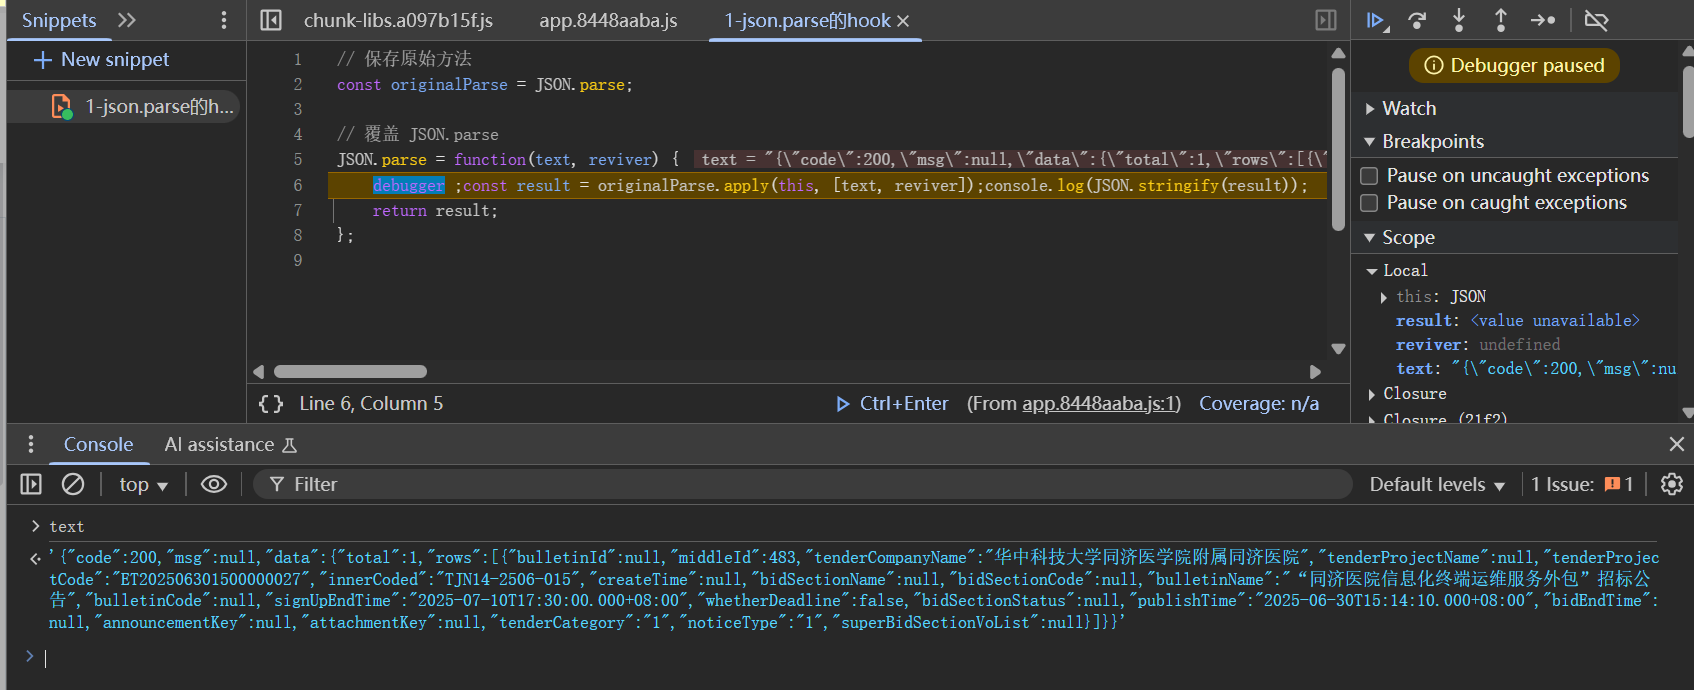 Snippets
chunk-libs.a097b15f.js
app.8448aaba.js
1-json.parse的hook
New snippet
1-json.parse的h...
1 // 保存原始方法
2 const originalParse = JSON.parse;
3
4 // 覆盖 JSON.parse
5 JSON.parse = function(text, reviver) { text = "{\"code\":200,\"msg\":null,\"data\":{\"total\":1,\"rows\":[{\"
6 debugger ;const result = originalParse.apply(this, [text, reviver]);console.log(JSON.stringify(result));
7 return result;
8 };
9
{} Line 6, Column 5
Ctrl+Enter (From app.8448aaba.js:1) Coverage: n/a
Debugger paused
Watch
Breakpoints
Pause on uncaught exceptions
Pause on caught exceptions
Scope
Local
this: JSON
result: <value unavailable>
reviver: undefined
text: "{\"code\":200,\"msg\":nu
Closure
Closure (21f2)
Console AI assistance
top Filter Default levels 1 Issue: 1
> text
'{"code":200,"msg":null,"data":{"total":1,"rows":[{"bulletinId":null,"middleId":483,"tenderCompanyName":"华中科技大学同济医学院附属同济医院","tenderProjectName":null,"tenderProje
ctCode":"ET202506301500000027","innerCoded":"TJN14-2506-015","createTime":null,"bidSectionName":null,"bidSectionCode":null,"bulletinName":"“同济医院信息化终端运维服务外包”招标公
告","bulletinCode":null,"signUpEndTime":"2025-07-10T17:30:00.000+08:00","whetherDeadline":false,"bidSectionStatus":null,"publishTime":"2025-06-30T15:14:10.000+08:00","bidEndTime":
null,"announcementKey":null,"attachmentKey":null,"tenderCategory":"1","noticeType":"1","superBidSectionVoList":null}]}}'
>